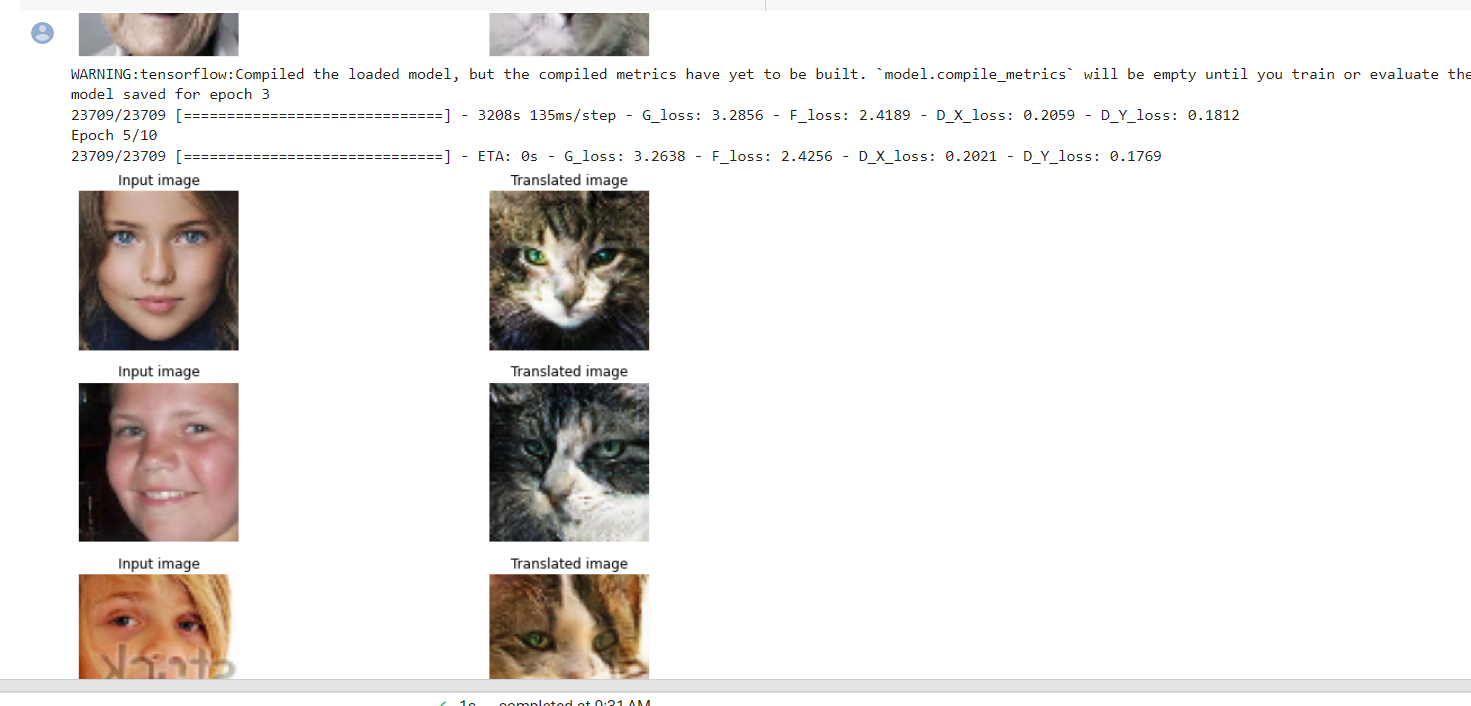 WARNING:tensorflow:Compiled the loaded model, but the compiled metrics have yet to be built. `model.compile_metrics` will be empty until you train or evaluate the
model saved for epoch 3
23709/23709 [==============================] - 3208s 135ms/step - G_loss: 3.2856 - F_loss: 2.4189 - D_X_loss: 0.2059 - D_Y_loss: 0.1812
Epoch 5/10
23709/23709 [==============================] - ETA: 0s - G_loss: 3.2638 - F_loss: 2.4256 - D_X_loss: 0.2021 - D_Y_loss: 0.1769
Input image Translated image
Input image Translated image
Input image Translated image
1s completed at 9:31 AM